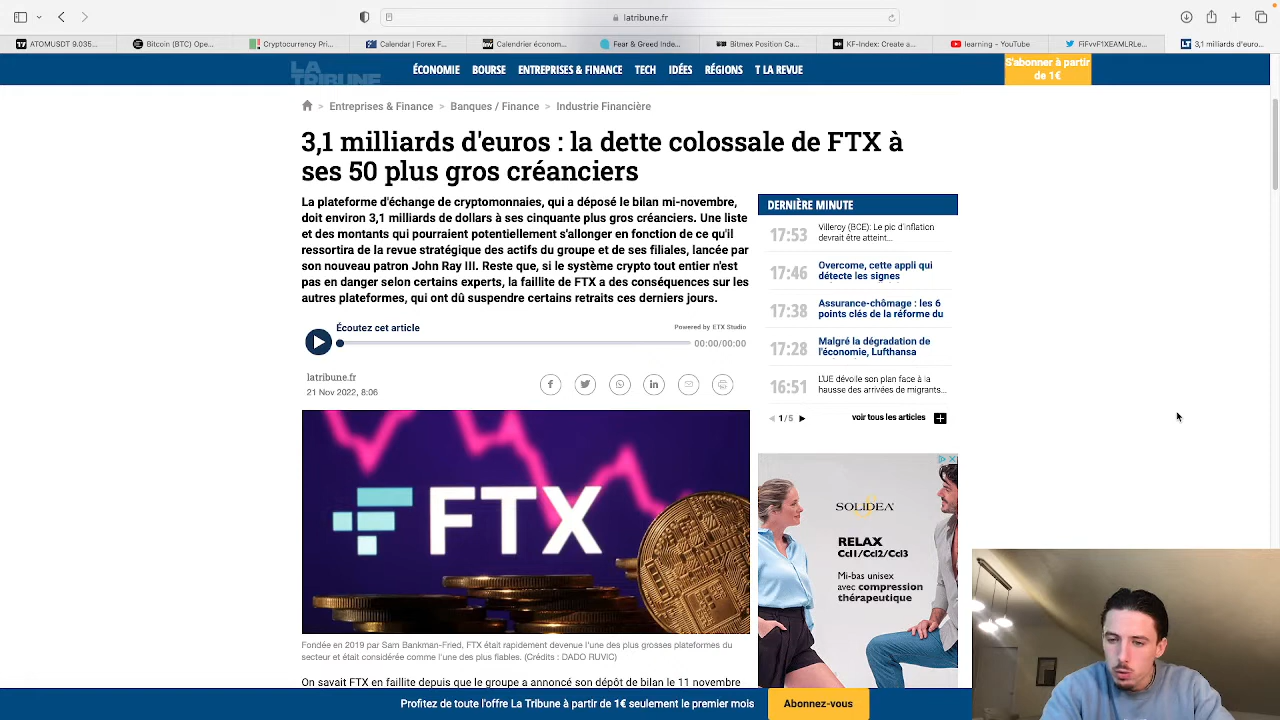 latribune.fr
ATOMUSDT 9.035...
Bitcoin (BTC) Ope...
Cryptocurrency Pri...
Calendar | Forex F...
Calendrier économ...
Fear & Greed Inde...
Bitmex Position Ca...
KF-Index: Create a...
learning - YouTube
FiFvvF1XEAMLRLe...
3,1 milliards d'euro...
LA TRIBUNE
ÉCONOMIE
BOURSE
ENTREPRISES & FINANCE
TECH
IDÉES
RÉGIONS
T LA REVUE
S'abonner à partir
de 1€
Entreprises & Finance > Banques / Finance > Industrie Financière
3,1 milliards d'euros : la dette colossale de FTX à
ses 50 plus gros créanciers
La plateforme d'échange de cryptomonnaies, qui a déposé le bilan mi-novembre,
doit environ 3,1 milliards de dollars à ses cinquante plus gros créanciers. Une liste
et des montants qui pourraient potentiellement s'allonger en fonction de ce qu'il
ressortira de la revue stratégique des actifs du groupe et de ses filiales, lancée par
son nouveau patron John Ray III. Reste que, si le système crypto tout entier n'est
pas en danger selon certains experts, la faillite de FTX a des conséquences sur les
autres plateformes, qui ont dû suspendre certains retraits ces derniers jours.
Écoutez cet article
Powered by ETX Studio
00:00/00:00
latribune.fr
21 Nov 2022, 8:06
FTX
Fondée en 2019 par Sam Bankman-Fried, FTX était rapidement devenue l'une des plus grosses plateformes du
secteur et était considérée comme l'une des plus fiables. (Crédits : DADO RUVIC)
On savait FTX en faillite depuis que le groupe a annoncé son dépôt de bilan le 11 novembre
DERNIÈRE MINUTE
17:53
Villeroy (BCE): Le pic d'inflation
devrait être atteint...
17:46
Overcome, cette appli qui
détecte les signes
17:38
Assurance-chômage : les 6
points clés de la réforme du
17:28
Malgré la dégradation de
l'économie, Lufthansa
16:51
L'UE dévoile son plan face à la
hausse des arrivées de migrants...
1/5
voir tous les articles
SOLIDEA
RELAX
Ccl1/Ccl2/Ccl3
Mi-bas unisex
avec compression
thérapeutique
Profitez de toute l'offre La Tribune à partir de 1€ seulement le premier mois
Abonnez-vous